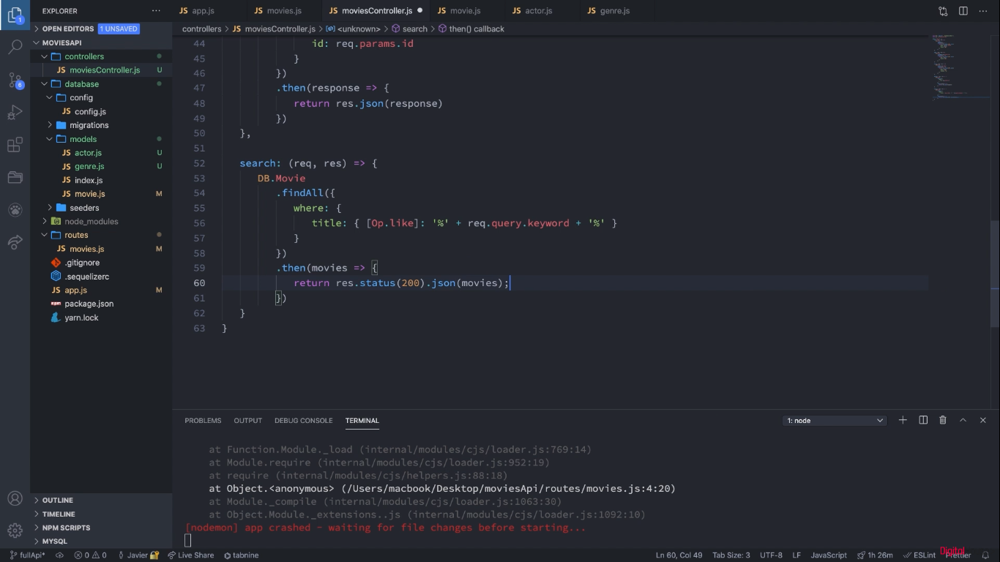 EXPLORER
OPEN EDITORS 1 UNSAVED
MOVIESAPI
controllers
moviesController.js U
database
config
config.js
migrations
models
actor.js U
genre.js U
index.js
movie.js M
seeders
node_modules
routes
movies.js M
.gitignore
.sequelizerc
app.js M
package.json
yarn.lock
OUTLINE
TIMELINE
NPM SCRIPTS
MYSQL
1
6
app.js movies.js moviesController.js movie.js actor.js genre.js
controllers > moviesController.js > <unknown> > search > then() callback
44 id: req.params.id
45 }
46 })
47 .then(response => {
48 return res.json(response)
49 })
50 },
51
52 search: (req, res) => {
53 DB.Movie
54 .findAll({
55 where: {
56 title: { [Op.like]: '%' + req.query.keyword + '%' }
57 }
58 })
59 .then(movies => {
60 return res.status(200).json(movies);
61 })
62 }
63 }
PROBLEMS OUTPUT DEBUG CONSOLE TERMINAL 1: node
at Function.Module._load (internal/modules/cjs/loader.js:769:14)
at Module.require (internal/modules/cjs/loader.js:952:19)
at require (internal/modules/cjs/helpers.js:88:18)
at Object.<anonymous> (/Users/macbook/Desktop/moviesApi/routes/movies.js:4:20)
at Module._compile (internal/modules/cjs/loader.js:1063:30)
at Object.Module._extensions..js (internal/modules/cjs/loader.js:1092:10)
[nodemon] app crashed - waiting for file changes before starting...
fullApi* 0 0 Javier Live Share tabnine Ln 60, Col 49 Tab Size: 3 UTF-8 LF JavaScript 1h 26m ESLint Prettier
Digital